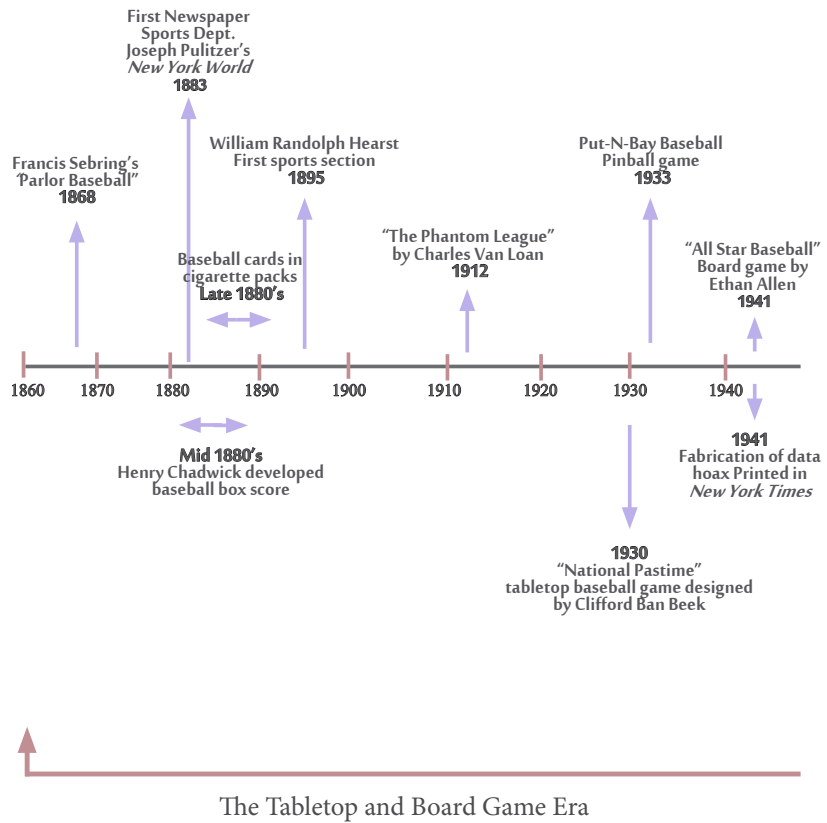 First Newspaper
Sports Dept.
Joseph Pulitzer's
New York World
1883
William Randolph Hearst
First sports section
1895
Put-N-Bay Baseball
Pinball game
1933
Francis Sebring's
"Parlor Baseball"
1868
"The Phantom League"
by Charles Van Loan
1912
"All Star Baseball"
Board game by
Ethan Allen
1941
Baseball cards in
cigarette packs
Late 1880's
1860 1870 1880 1890 1900 1910 1920 1930 1940
Mid 1880's
Henry Chadwick developed
baseball box score
1941
Fabrication of data
hoax Printed in
New York Times
1930
"National Pastime"
tabletop baseball game designed
by Clifford Ban Beek
The Tabletop and Board Game Era